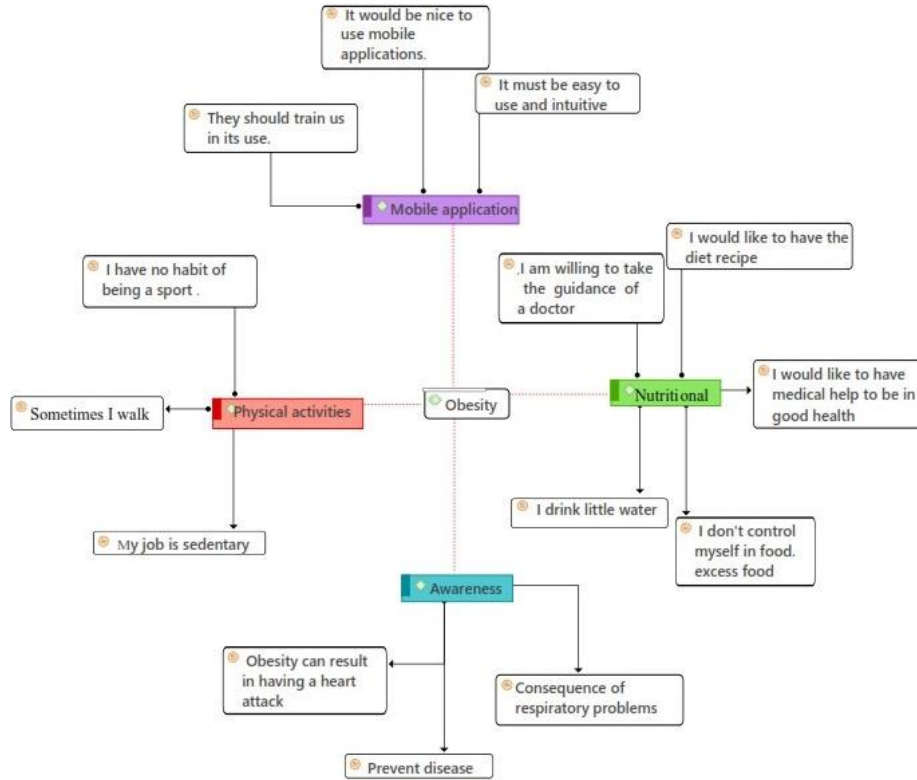 It would be nice to
use mobile
applications.
It must be easy to
use and intuitive
They should train us
in its use.
Mobile application
I would like to have the
diet recipe
.I am willing to take
the guidance of
a doctor
I have no habit of
being a sport .
I would like to have
medical help to be in
good health
Nutritional
Obesity
Physical activities
Sometimes I walk
I drink little water
I don't control
myself in food.
excess food
My job is sedentary
Awareness
Obesity can result
in having a heart
attack
Consequence of
respiratory problems
Prevent disease